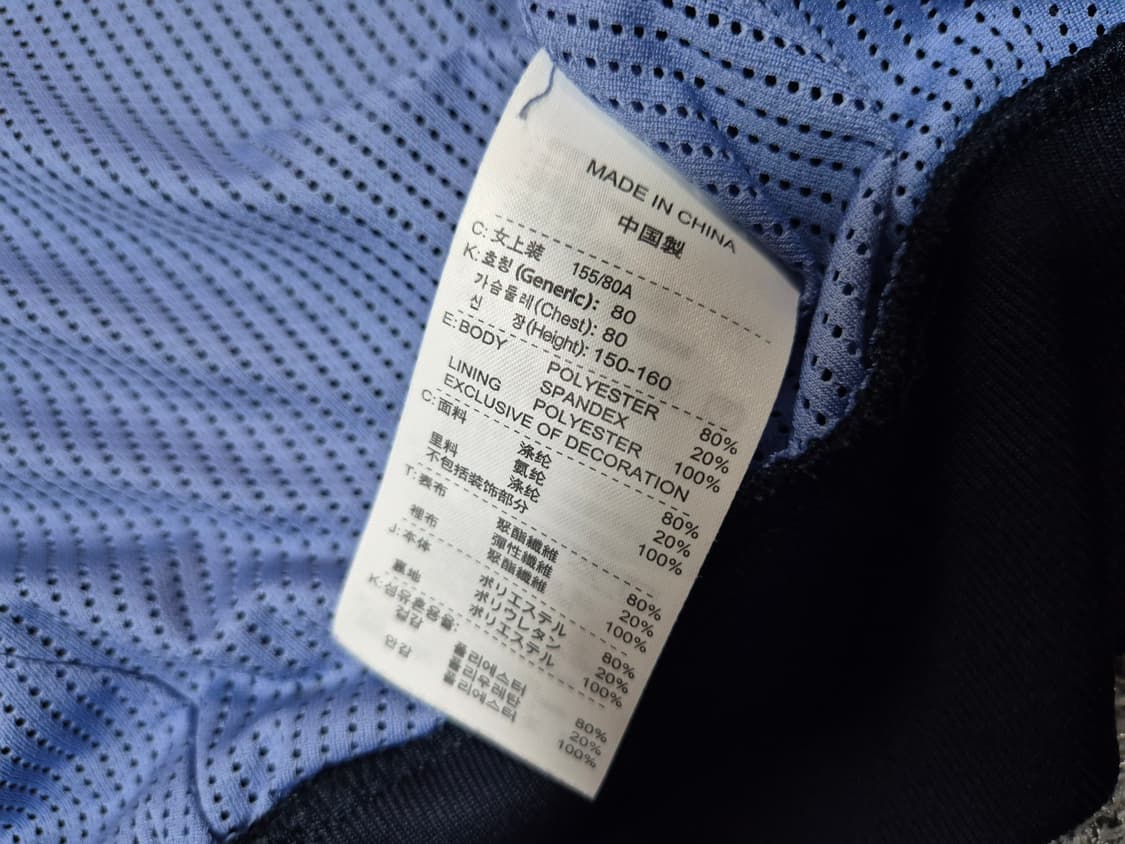 MADE IN CHINA
中国製
C: 女上装 155/80A
K: 호칭 (Generic): 80
가슴둘레(Chest): 80
신 장(Height): 150-160
E: BODY POLYESTER 80%
SPANDEX 20%
LINING POLYESTER 100%
EXCLUSIVE OF DECORATION
C: 面料 涤纶 80%
氨纶 20%
里料 涤纶 100%
不包括装饰部分
T: 表布 聚酯纖維 80%
彈性纖維 20%
裡布 聚酯纖維 100%
J: 本体 ポリエステル 80%
ポリウレタン 20%
裏地 ポリエステル 100%
K: 섬유혼용율:
겉감 폴리에스터 80%
폴리우레탄 20%
안감 폴리에스터 100%